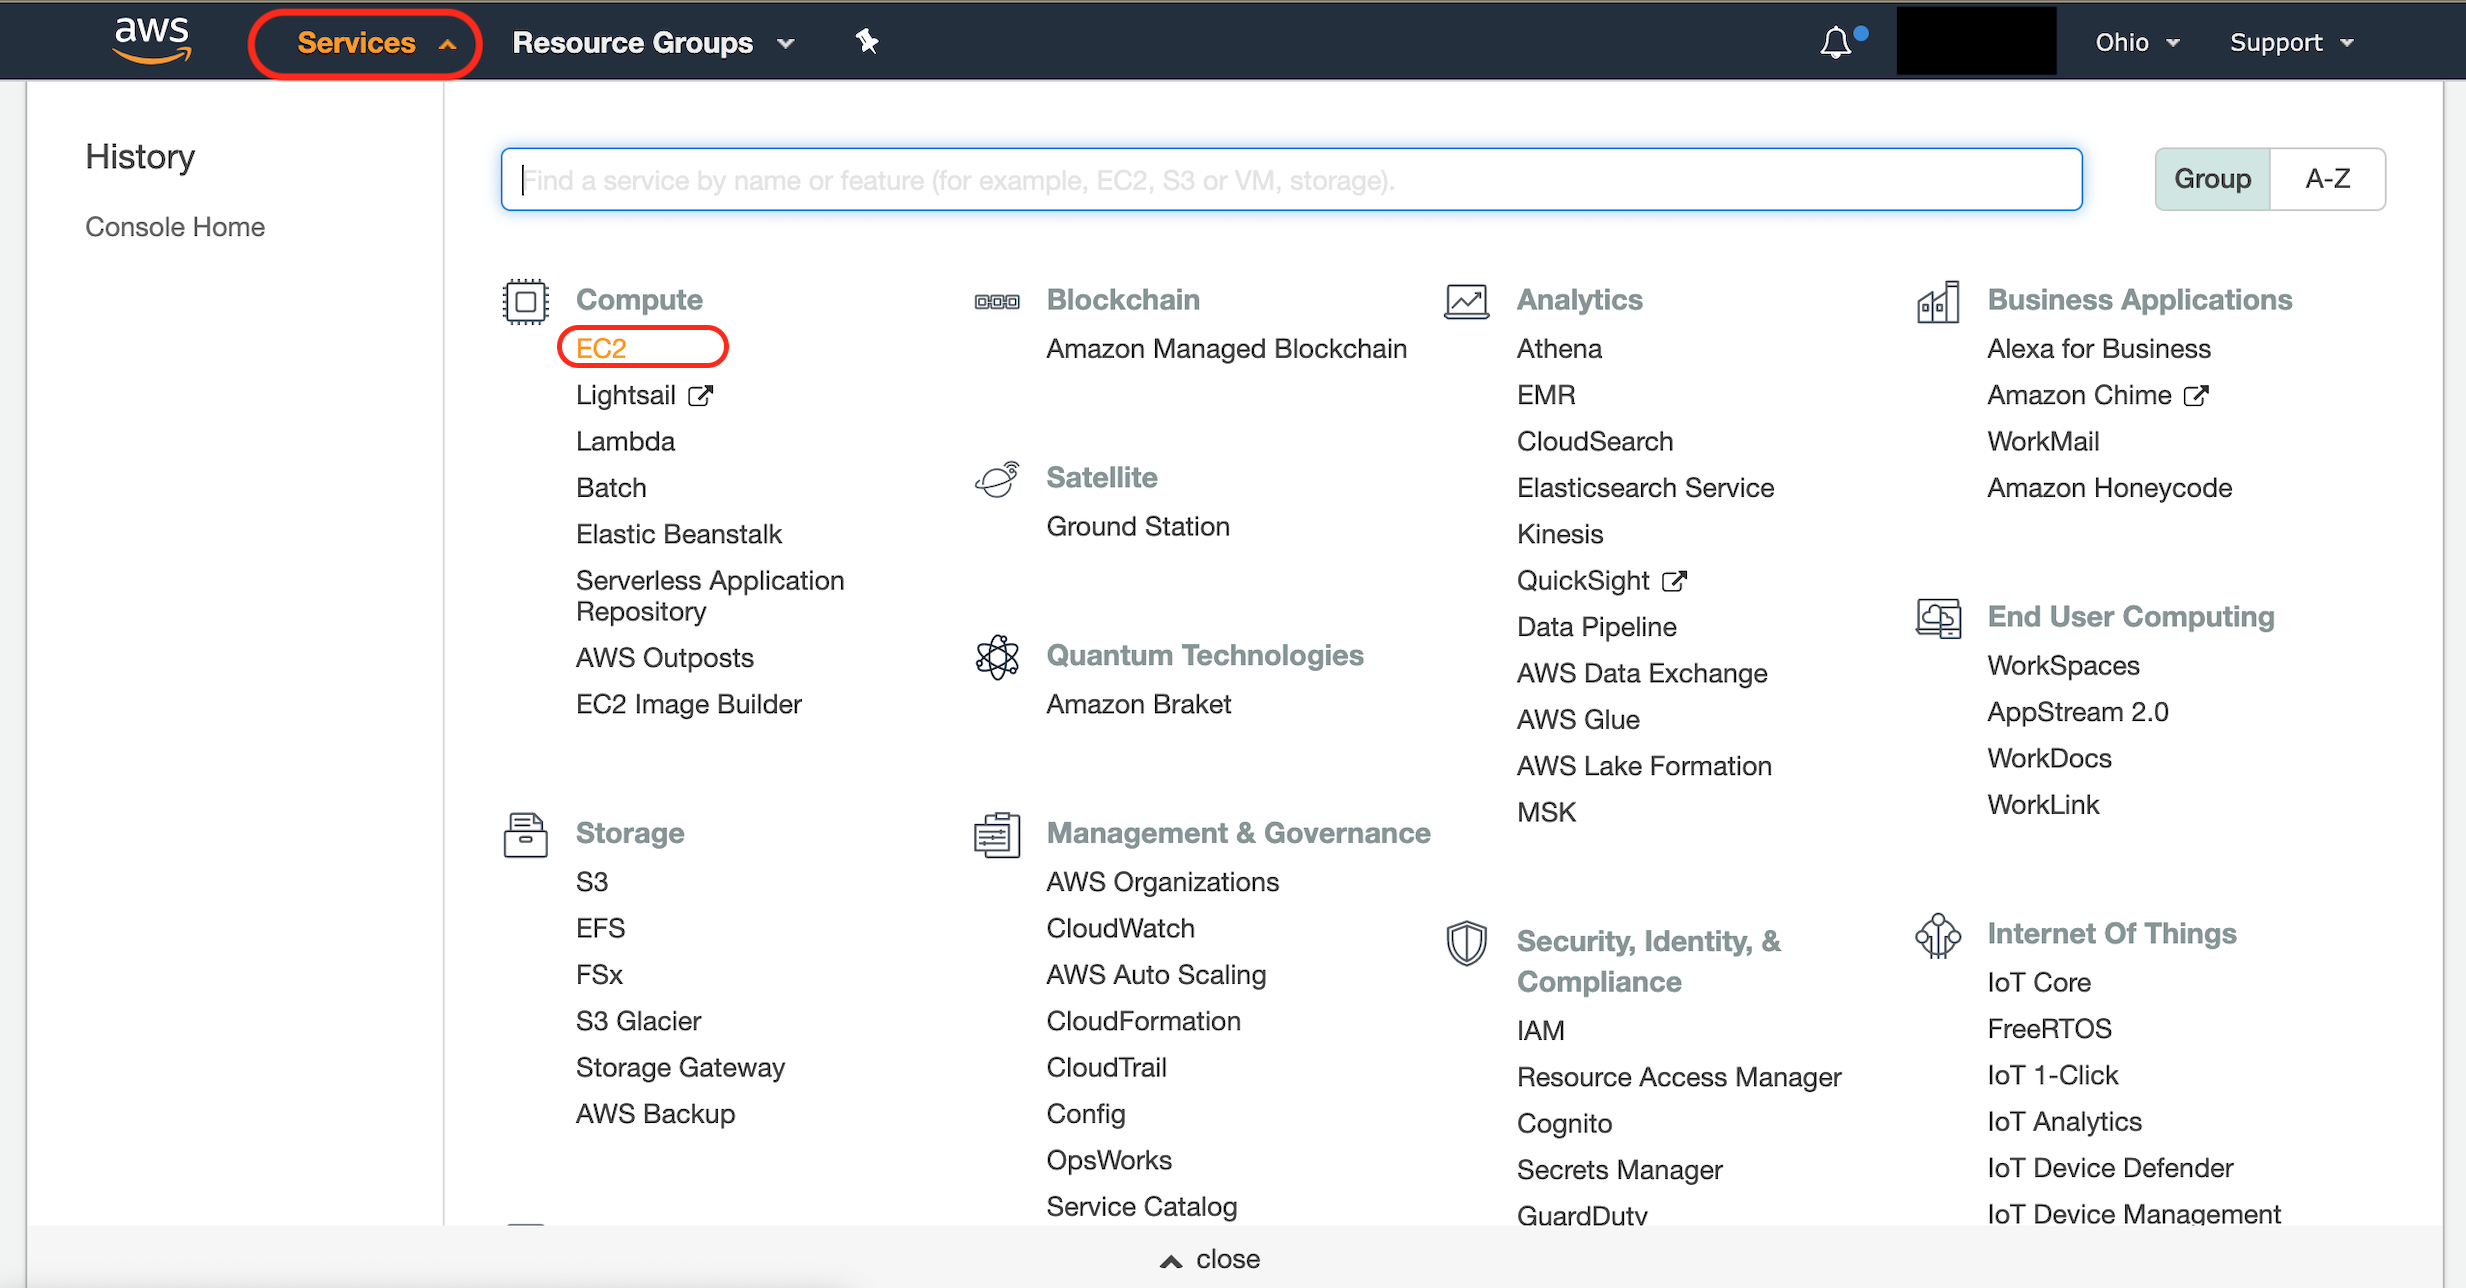 aws
Services
Resource Groups
Ohio
Support
History
Console Home
Find a service by name or feature (for example, EC2, S3 or VM, storage).
Group
A-Z
Compute
EC2
Lightsail
Lambda
Batch
Elastic Beanstalk
Serverless Application
Repository
AWS Outposts
EC2 Image Builder
Storage
S3
EFS
FSx
S3 Glacier
Storage Gateway
AWS Backup
Blockchain
Amazon Managed Blockchain
Satellite
Ground Station
Quantum Technologies
Amazon Braket
Management & Governance
AWS Organizations
CloudWatch
AWS Auto Scaling
CloudFormation
CloudTrail
Config
OpsWorks
Service Catalog
Analytics
Athena
EMR
CloudSearch
Elasticsearch Service
Kinesis
QuickSight
Data Pipeline
AWS Data Exchange
AWS Glue
AWS Lake Formation
MSK
Security, Identity, &
Compliance
IAM
Resource Access Manager
Cognito
Secrets Manager
GuardDuty
Business Applications
Alexa for Business
Amazon Chime
WorkMail
Amazon Honeycode
End User Computing
WorkSpaces
AppStream 2.0
WorkDocs
WorkLink
Internet Of Things
IoT Core
FreeRTOS
IoT 1-Click
IoT Analytics
IoT Device Defender
IoT Device Management
close